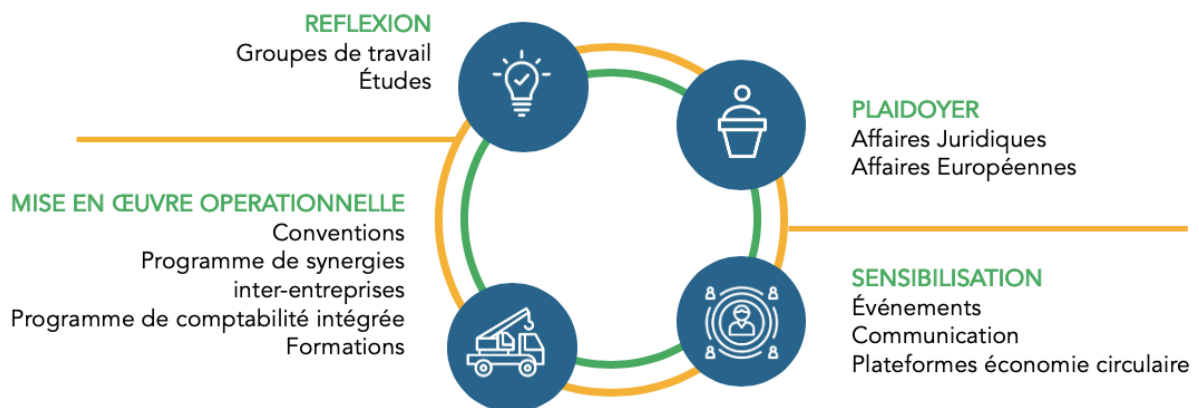 REFLEXION
Groupes de travail
Études
PLAIDOYER
Affaires Juridiques
Affaires Européennes
MISE EN ŒUVRE OPERATIONNELLE
Conventions
Programme de synergies
inter-entreprises
Programme de comptabilité intégrée
Formations
SENSIBILISATION
Événements
Communication
Plateformes économie circulaire